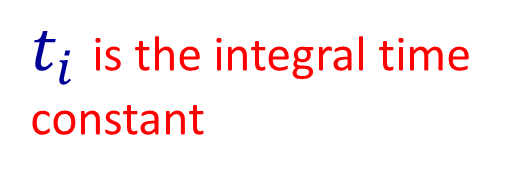 tᵢ is the integral time
constant